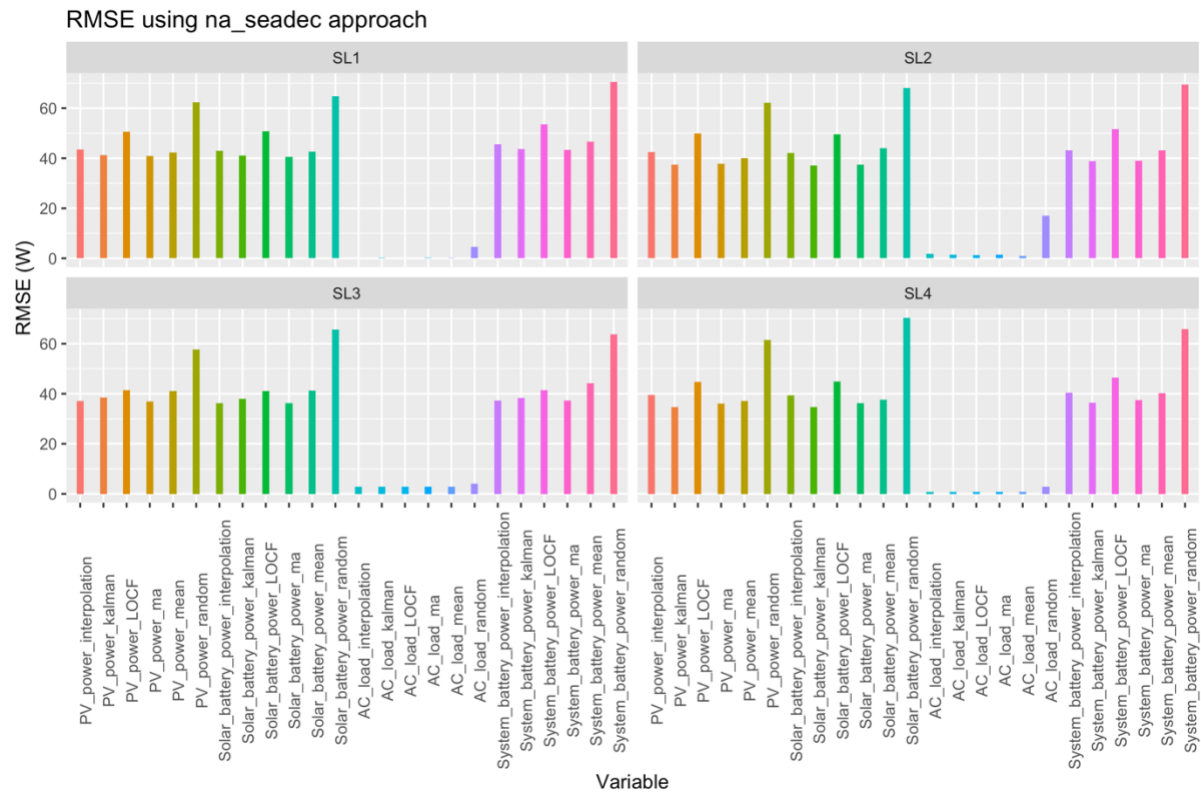 RMSE using na_seadec approach
SL1
SL2
60
40
20
0
SL3
SL4
60
40
20
0
RMSE (W)
PV_power_interpolation
PV_power_kalman
PV_power_LOCF
PV_power_ma
PV_power_mean
PV_power_random
Solar_battery_power_interpolation
Solar_battery_power_kalman
Solar_battery_power_LOCF
Solar_battery_power_ma
Solar_battery_power_mean
Solar_battery_power_random
AC_load_interpolation
AC_load_kalman
AC_load_LOCF
AC_load_ma
AC_load_mean
AC_load_random
System_battery_power_interpolation
System_battery_power_kalman
System_battery_power_LOCF
System_battery_power_ma
System_battery_power_mean
System_battery_power_random
PV_power_interpolation
PV_power_kalman
PV_power_LOCF
PV_power_ma
PV_power_mean
PV_power_random
Solar_battery_power_interpolation
Solar_battery_power_kalman
Solar_battery_power_LOCF
Solar_battery_power_ma
Solar_battery_power_mean
Solar_battery_power_random
AC_load_interpolation
AC_load_kalman
AC_load_LOCF
AC_load_ma
AC_load_mean
AC_load_random
System_battery_power_interpolation
System_battery_power_kalman
System_battery_power_LOCF
System_battery_power_ma
System_battery_power_mean
System_battery_power_random
Variable